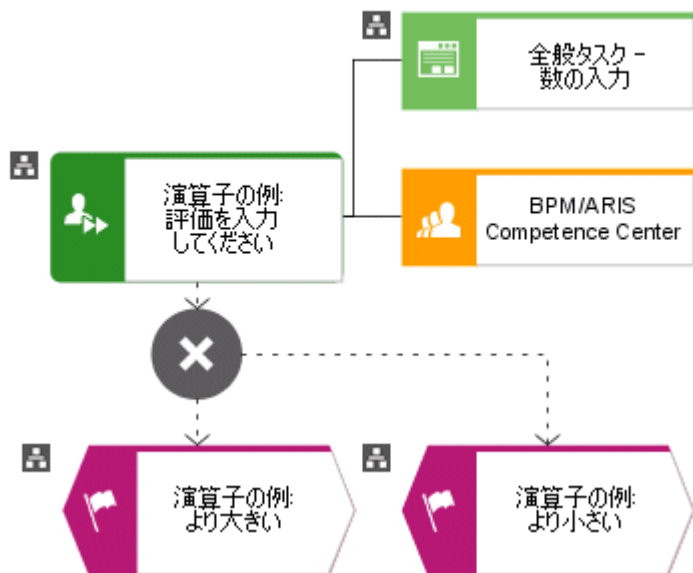 全般タスク –
数の入力
演算子の例:
評価を入力
してください
BPM/ARIS
Competence Center
演算子の例:
より大きい
演算子の例:
より小さい